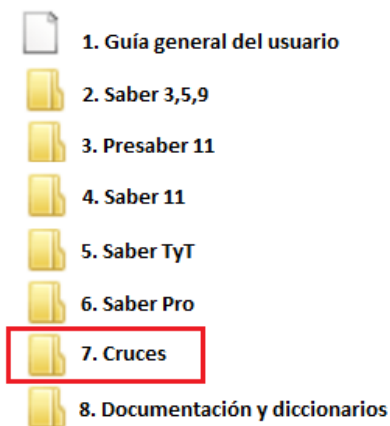 1. Guía general del usuario
2. Saber 3,5,9
3. Presaber 11
4. Saber 11
5. Saber TyT
6. Saber Pro
7. Cruces
8. Documentación y diccionarios